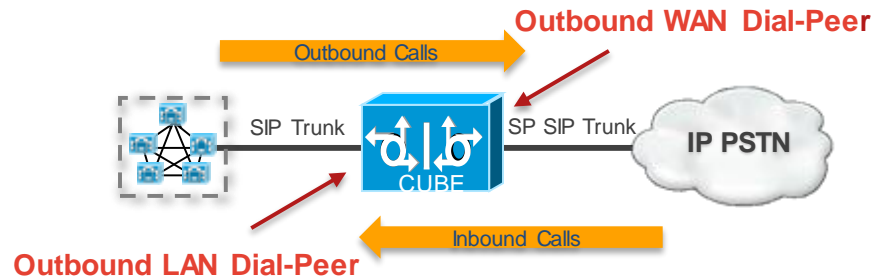 Outbound WAN Dial-Peer
Outbound Calls
SIP Trunk
SP SIP Trunk
IP PSTN
CUBE
Inbound Calls
Outbound LAN Dial-Peer